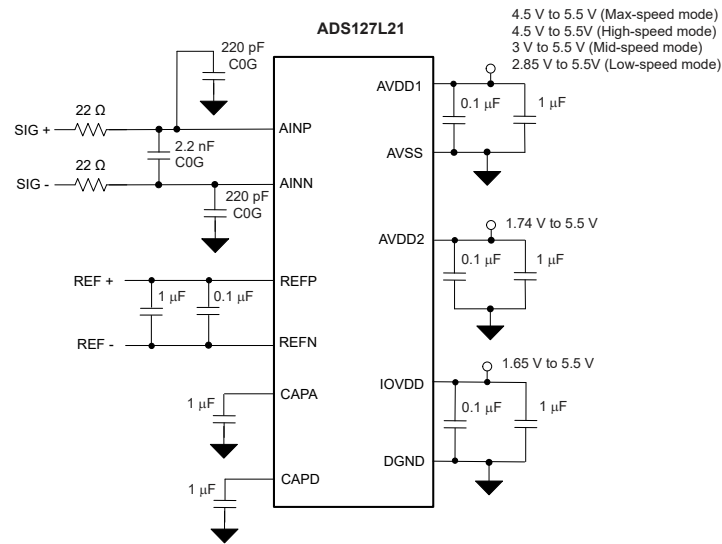 4.5 V to 5.5 V (Max-speed mode)
4.5 V to 5.5V (High-speed mode)
3 V to 5.5 V (Mid-speed mode)
2.85 V to 5.5V (Low-speed mode)
ADS127L21
220 pF
C0G
AVDD1
0.1 μF
1 μF
22 Ω
SIG +
AINP
2.2 nF
C0G
AVSS
22 Ω
SIG -
AINN
220 pF
C0G
1.74 V to 5.5 V
AVDD2
0.1 μF
1 μF
REF +
REFP
1 μF
0.1 μF
REF -
REFN
1.65 V to 5.5 V
IOVDD
CAPA
1 μF
0.1 μF
1 μF
DGND
CAPD
1 μF